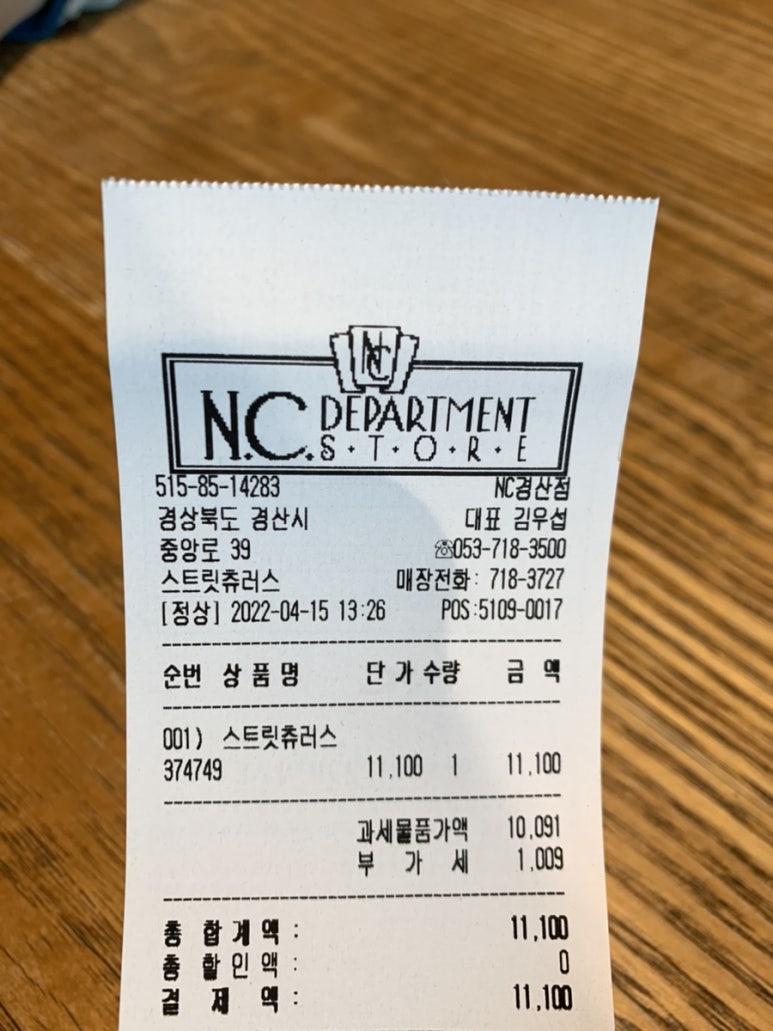 NC
N.C. DEPARTMENT
S·T·O·R·E
515-85-14283 NC경산점
경상북도 경산시 대표 김우섭
중앙로 39 ☎053-718-3500
스트릿츄러스 매장전화: 718-3727
[정상] 2022-04-15 13:26 POS:5109-0017
순번 상 품 명 단 가 수량 금 액
001) 스트릿츄러스
374749 11,100 1 11,100
과세물품가액 10,091
부 가 세 1,009
총 합 계 액 : 11,100
총 할 인 액 : 0
결 제 액 : 11,100